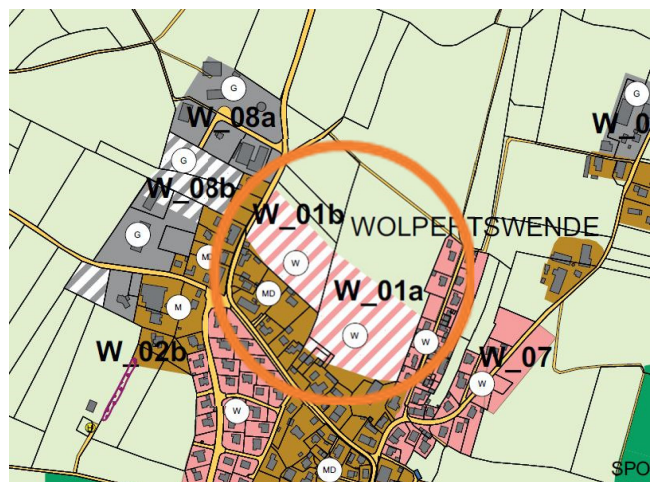 G
W_08a
G
W_0
G
W_08b
W_01b
WOLPERTSWENDE
G
MD
W
MD
W_01a
M
W
W
W_02b
W_07
W
W
MD
SPO